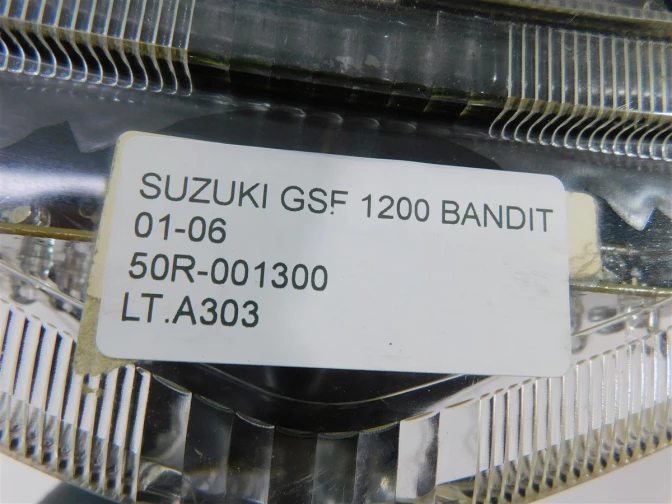 SUZUKI GSF 1200 BANDIT
01-06
50R-001300
LT.A303